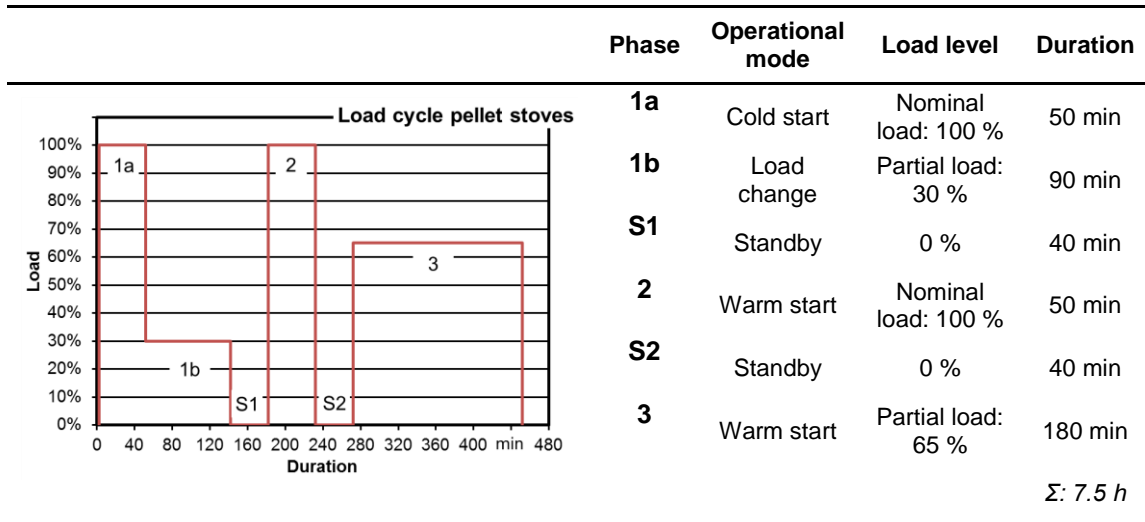 Phase Operational mode Load level Duration
Load cycle pellet stoves
100%
90%
80%
70%
60%
50%
40%
30%
20%
10%
0%
Load
1a
2
3
1b
S1
S2
0 40 80 120 160 200 240 280 320 360 400 min 480
Duration
1a Cold start Nominal load: 100 % 50 min
1b Load change Partial load: 30 % 90 min
S1 Standby 0 % 40 min
2 Warm start Nominal load: 100 % 50 min
S2 Standby 0 % 40 min
3 Warm start Partial load: 65 % 180 min
Σ: 7.5 h